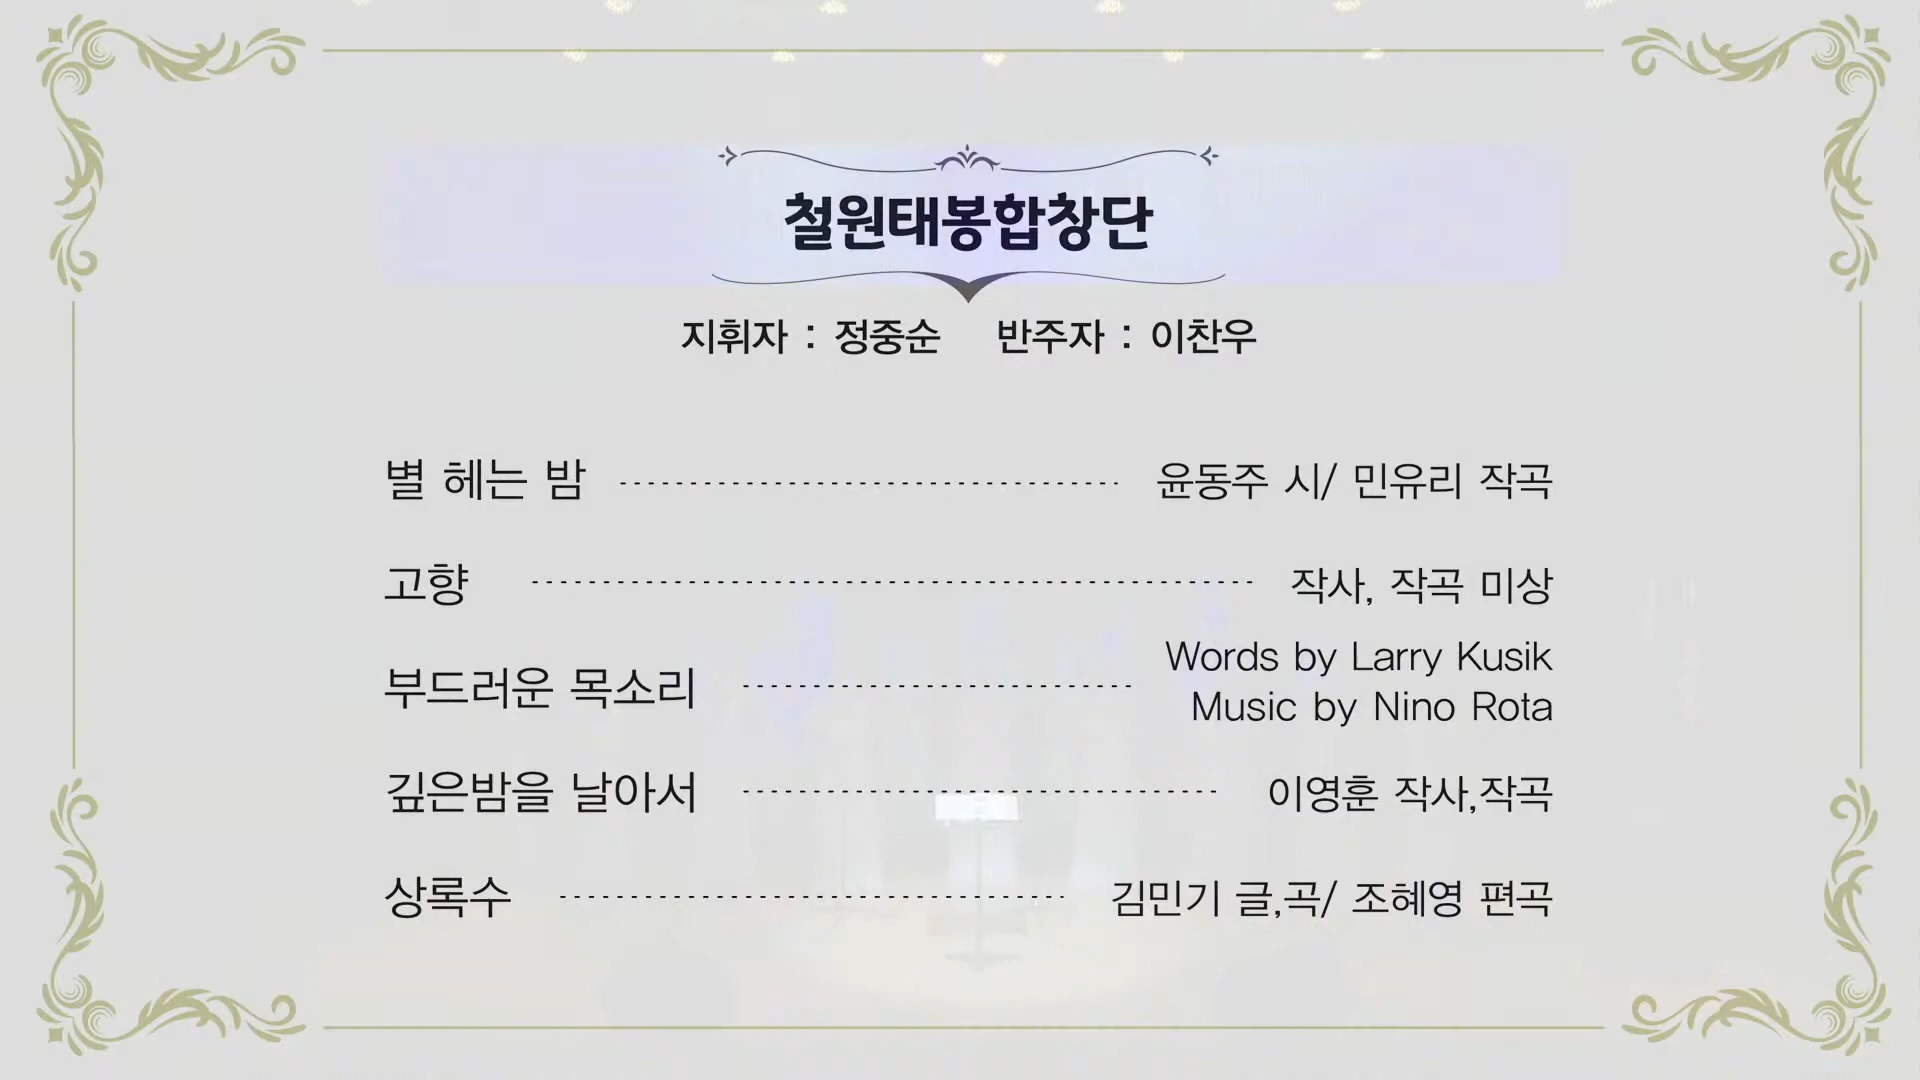 철원태봉합창단
지휘자 : 정중순 반주자 : 이찬우
별 헤는 밤 윤동주 시/ 민유리 작곡
고향 작사, 작곡 미상
부드러운 목소리 Words by Larry Kusik
Music by Nino Rota
깊은밤을 날아서 이영훈 작사,작곡
상록수 김민기 글,곡/ 조혜영 편곡